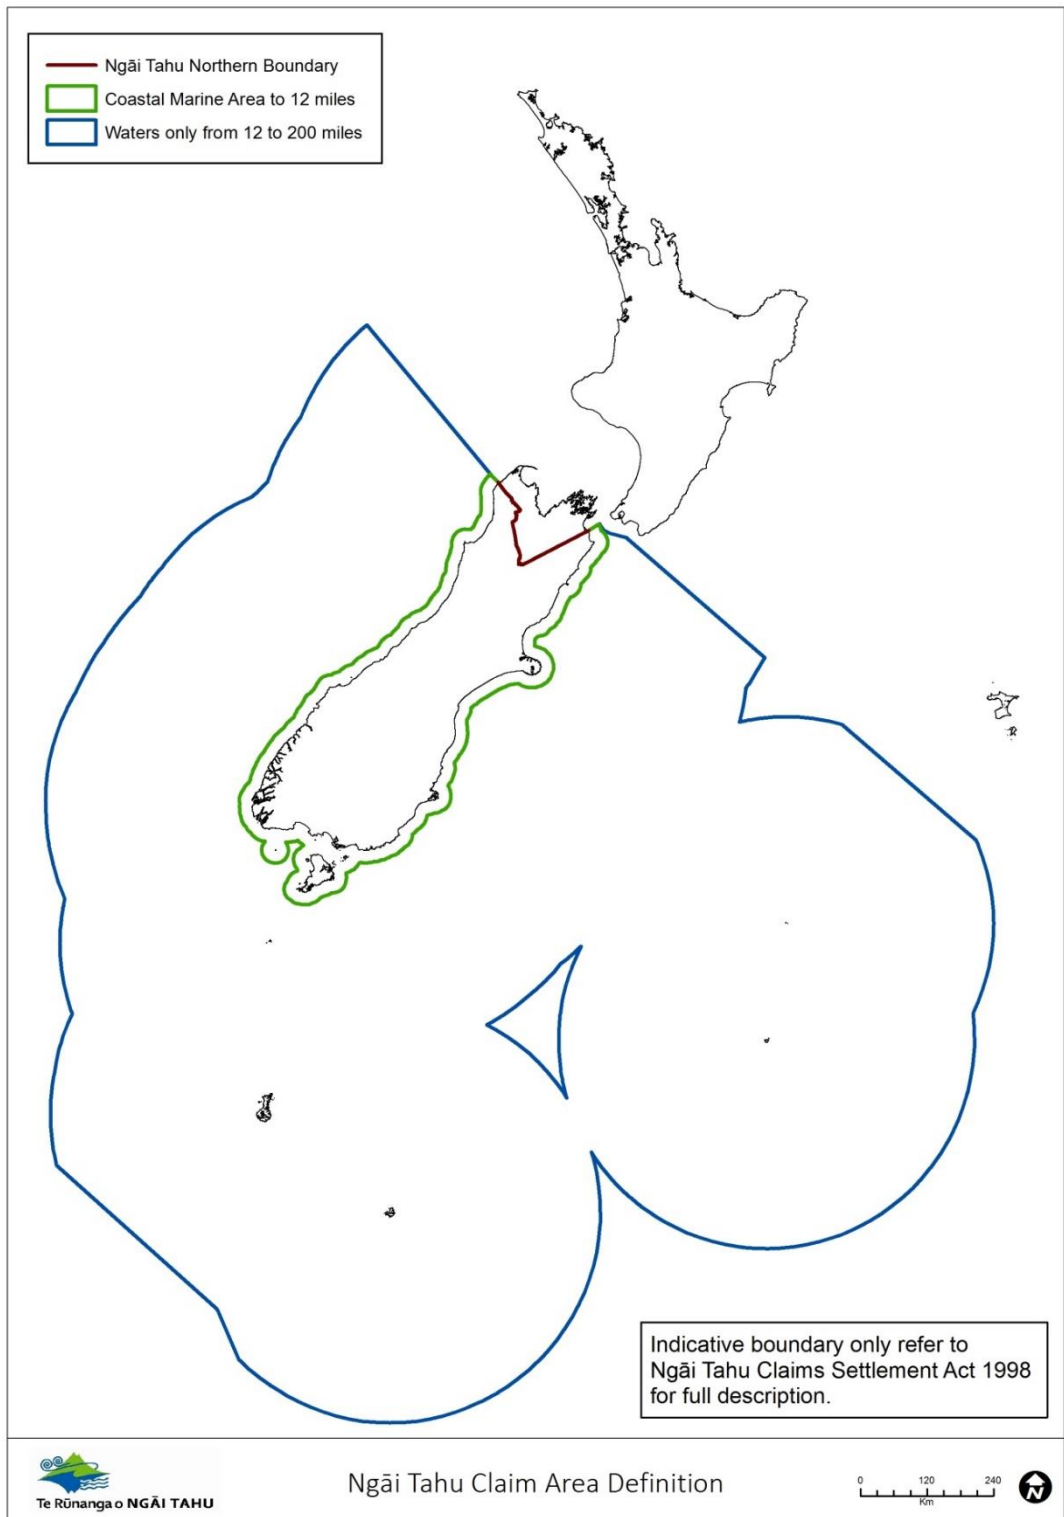 Ngāi Tahu Northern Boundary
Coastal Marine Area to 12 miles
Waters only from 12 to 200 miles
Indicative boundary only refer to
Ngāi Tahu Claims Settlement Act 1998
for full description.
Te Rūnanga o NGĀI TAHU
Ngāi Tahu Claim Area Definition
0 120 240
Km
N